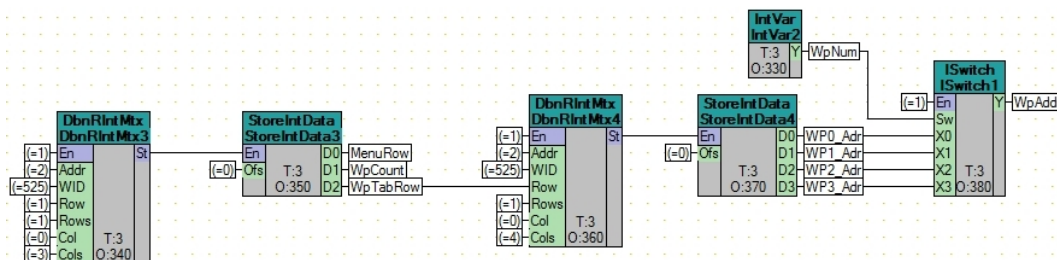 IntVar
IntVar2
T:3 Y WpNum
O:330
ISwitch
ISwitch1
(=1) En Y WpAdd
Sw
X0
X1
X2 T:3
X3 O:380
DbnRIntMtx
DbnRIntMtx3
(=1) En St
(=2) Addr
(=525) WID
(=1) Row
(=1) Rows
(=0) Col T:3
(=3) Cols O:340
StoreIntData
StoreIntData3
En D0 MenuRow
(=0) Ofs T:3 D1 WpCount
O:350 D2 WpTabRow
DbnRIntMtx
DbnRIntMtx4
(=1) En St
(=2) Addr
(=525) WID
Row
(=1) Rows
(=0) Col T:3
(=4) Cols O:360
StoreIntData
StoreIntData4
En D0 WP0_Adr
(=0) Ofs D1 WP1_Adr
T:3 D2 WP2_Adr
O:370 D3 WP3_Adr